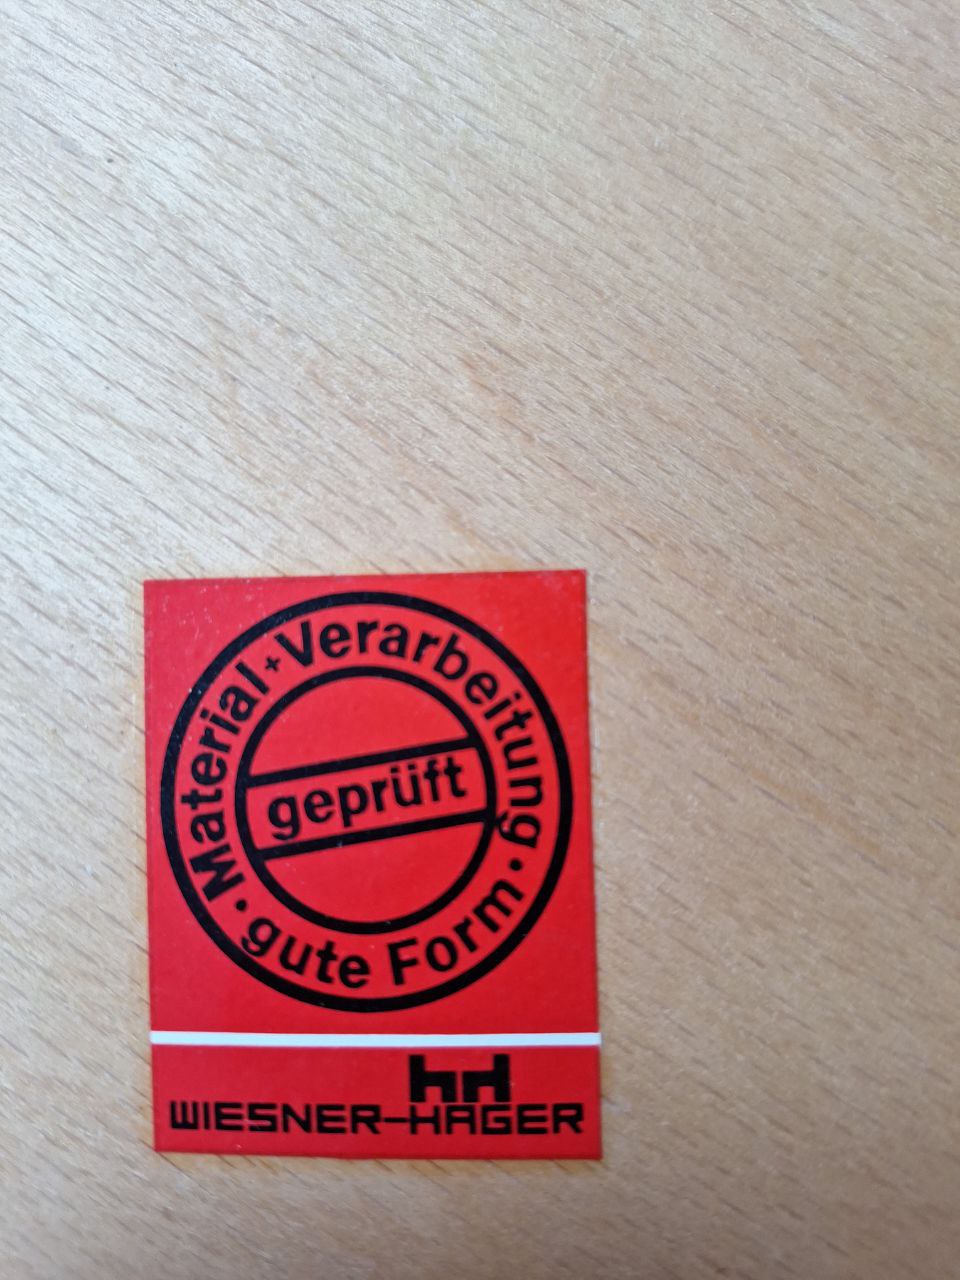 Material + Verarbeitung · gute Form ·
geprüft
WIESNER-HAGER